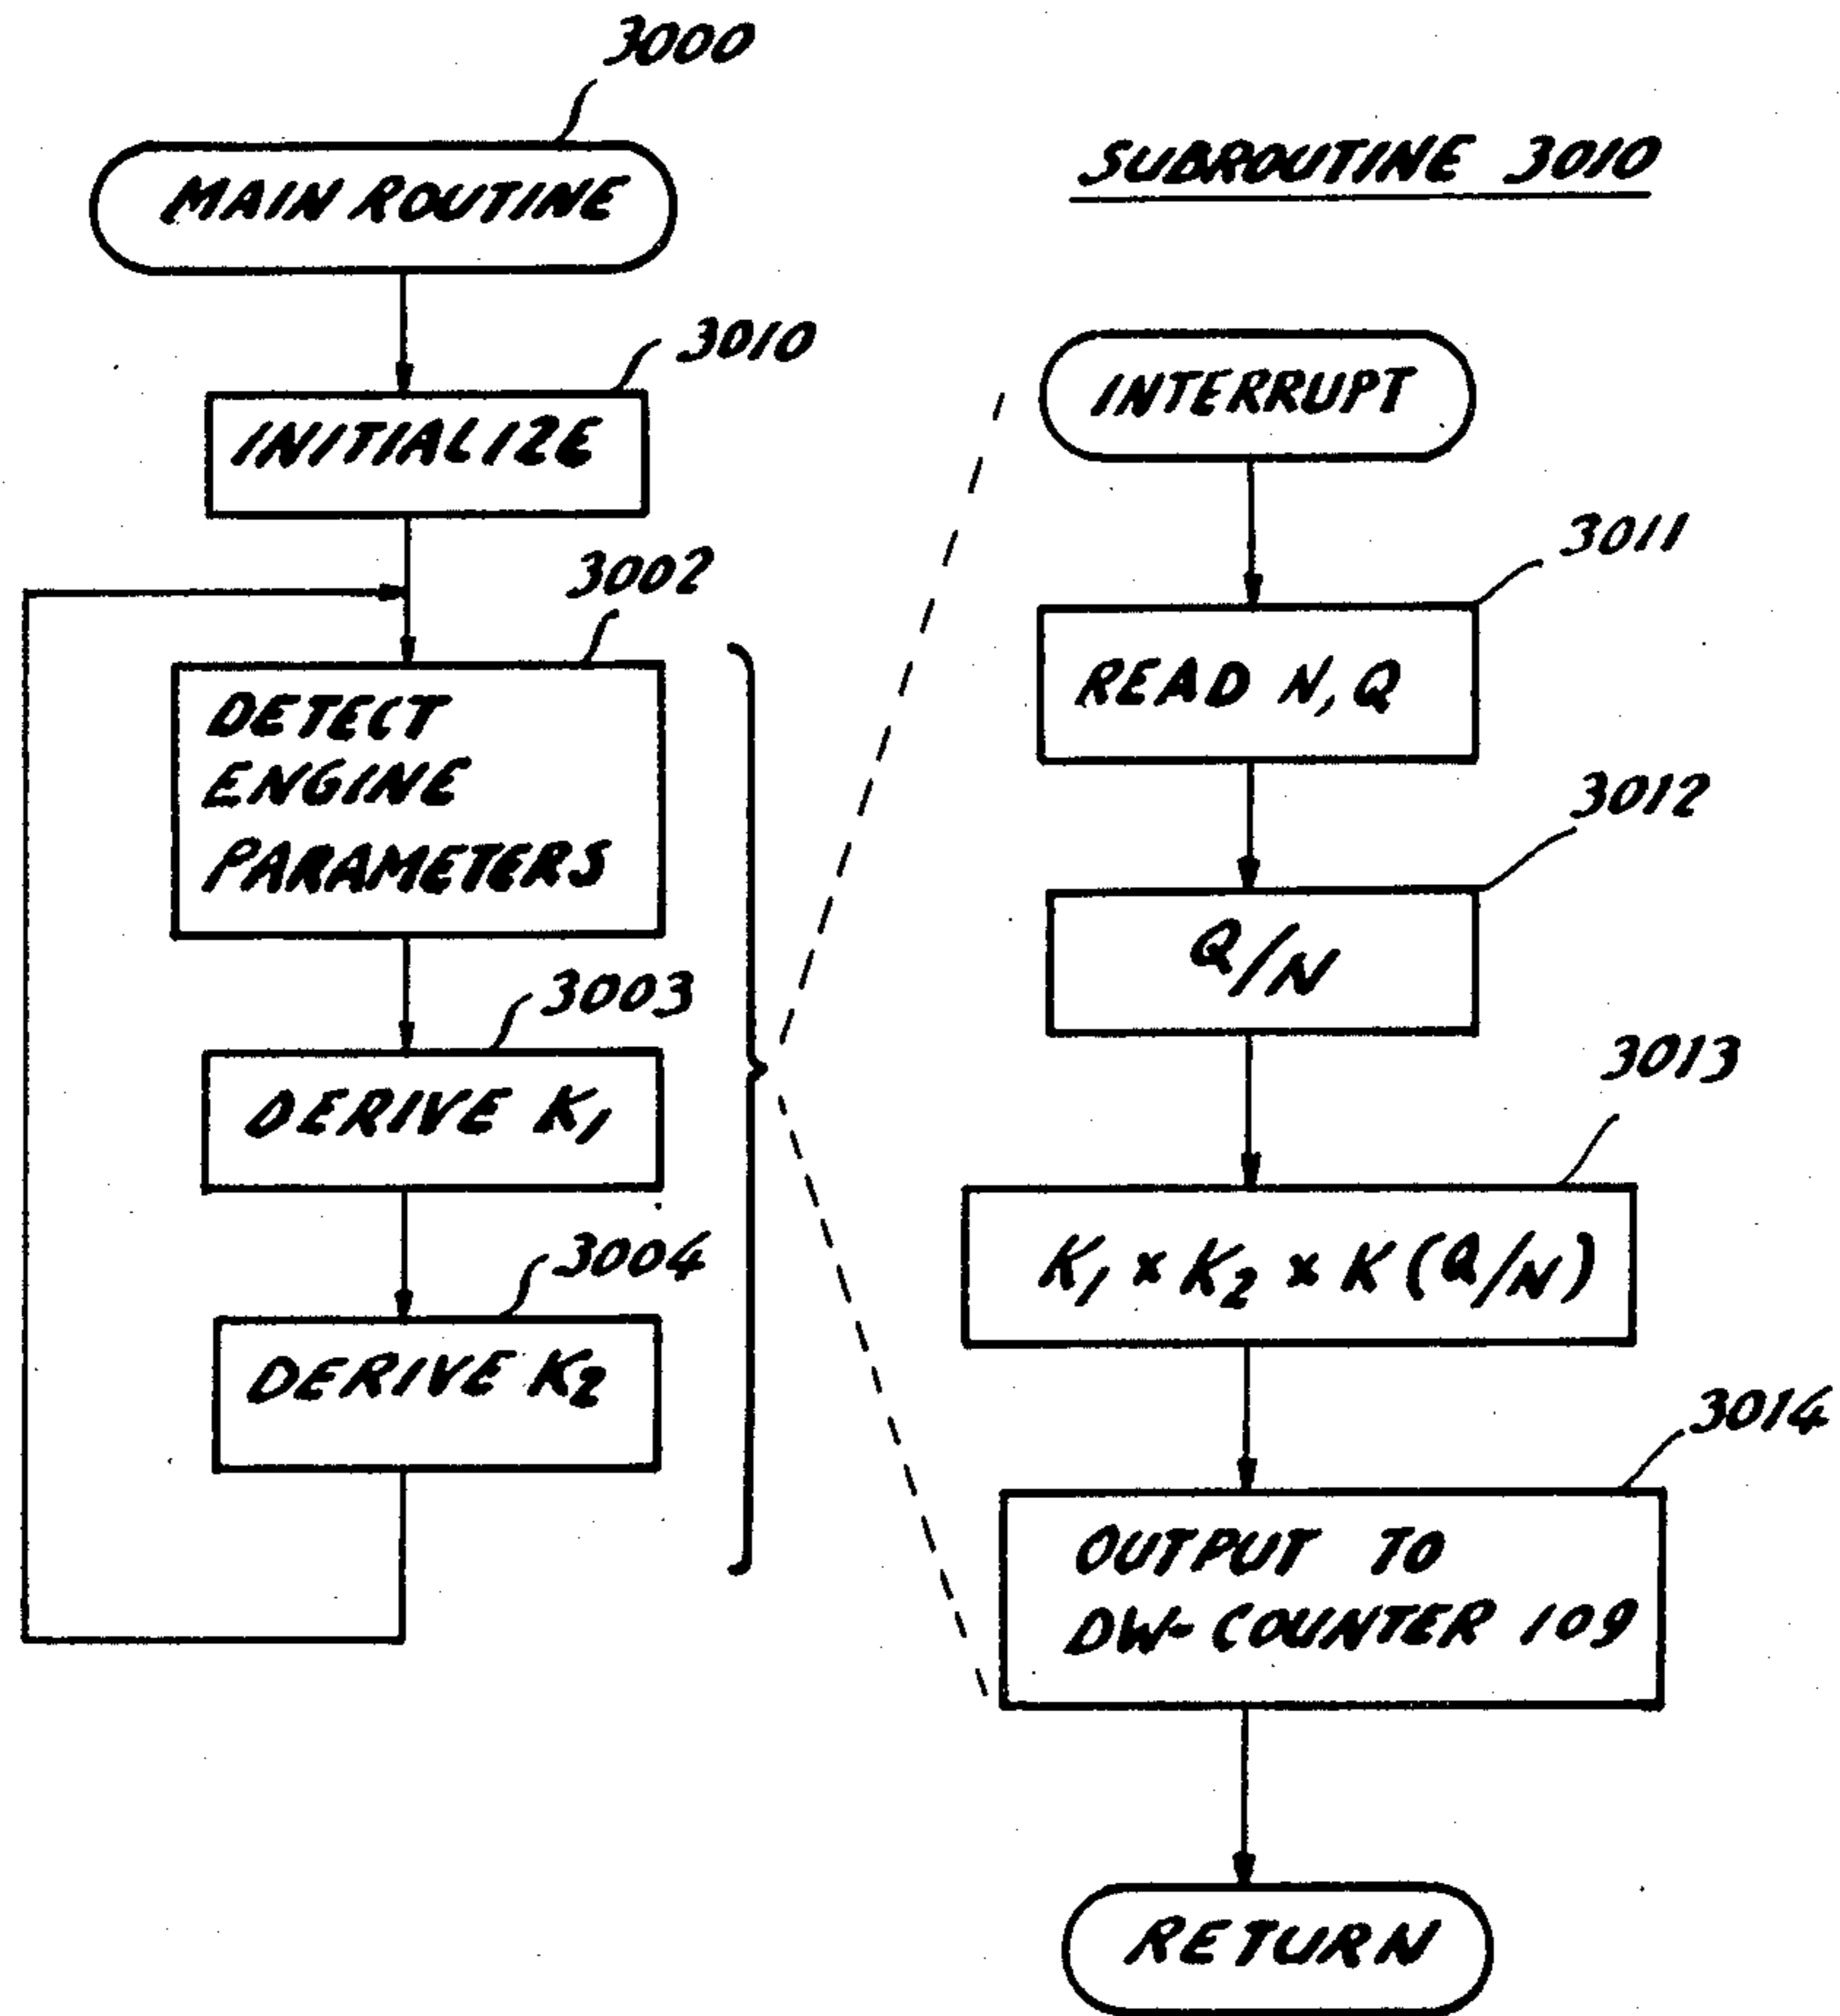 3000
MAIN ROUTINE
3010
INITIALIZE
3002
DETECT
ENGINE
PARAMETERS
3003
DERIVE K1
3004
DERIVE K2
SUBROUTINE 3010
INTERRUPT
3011
READ N, Q
3012
Q/N
3013
K1 × K2 × K (Q/N)
3014
OUTPUT TO
DW- COUNTER 109
RETURN